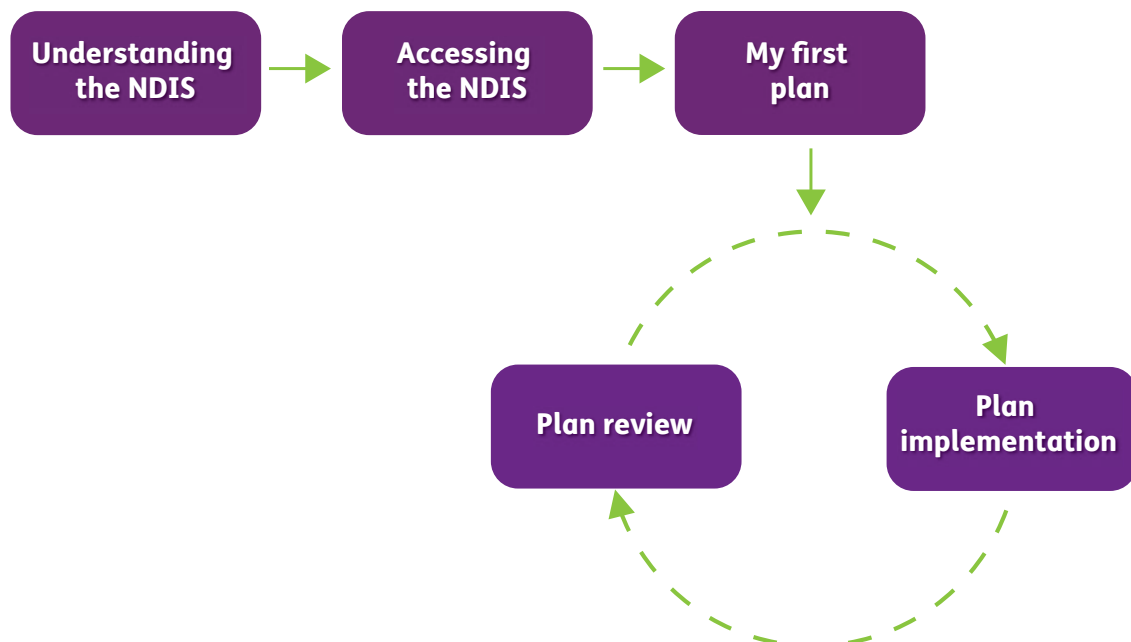 Understanding
the NDIS
Accessing
the NDIS
My first
plan
Plan review
Plan
implementation